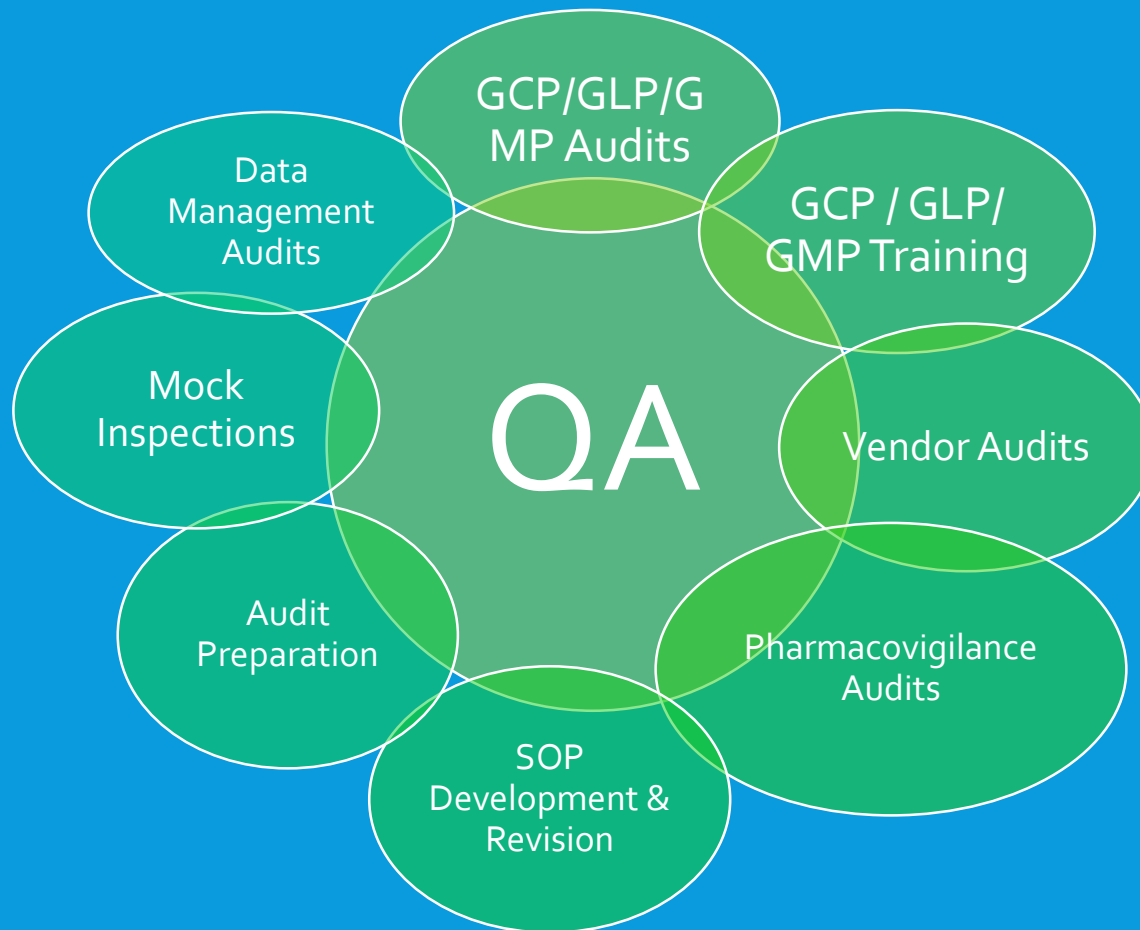 GCP/GLP/G
MP Audits
GCP / GLP/
GMP Training
Vendor Audits
Pharmacovigilance
Audits
SOP
Development &
Revision
Audit
Preparation
Mock
Inspections
Data
Management
Audits
QA